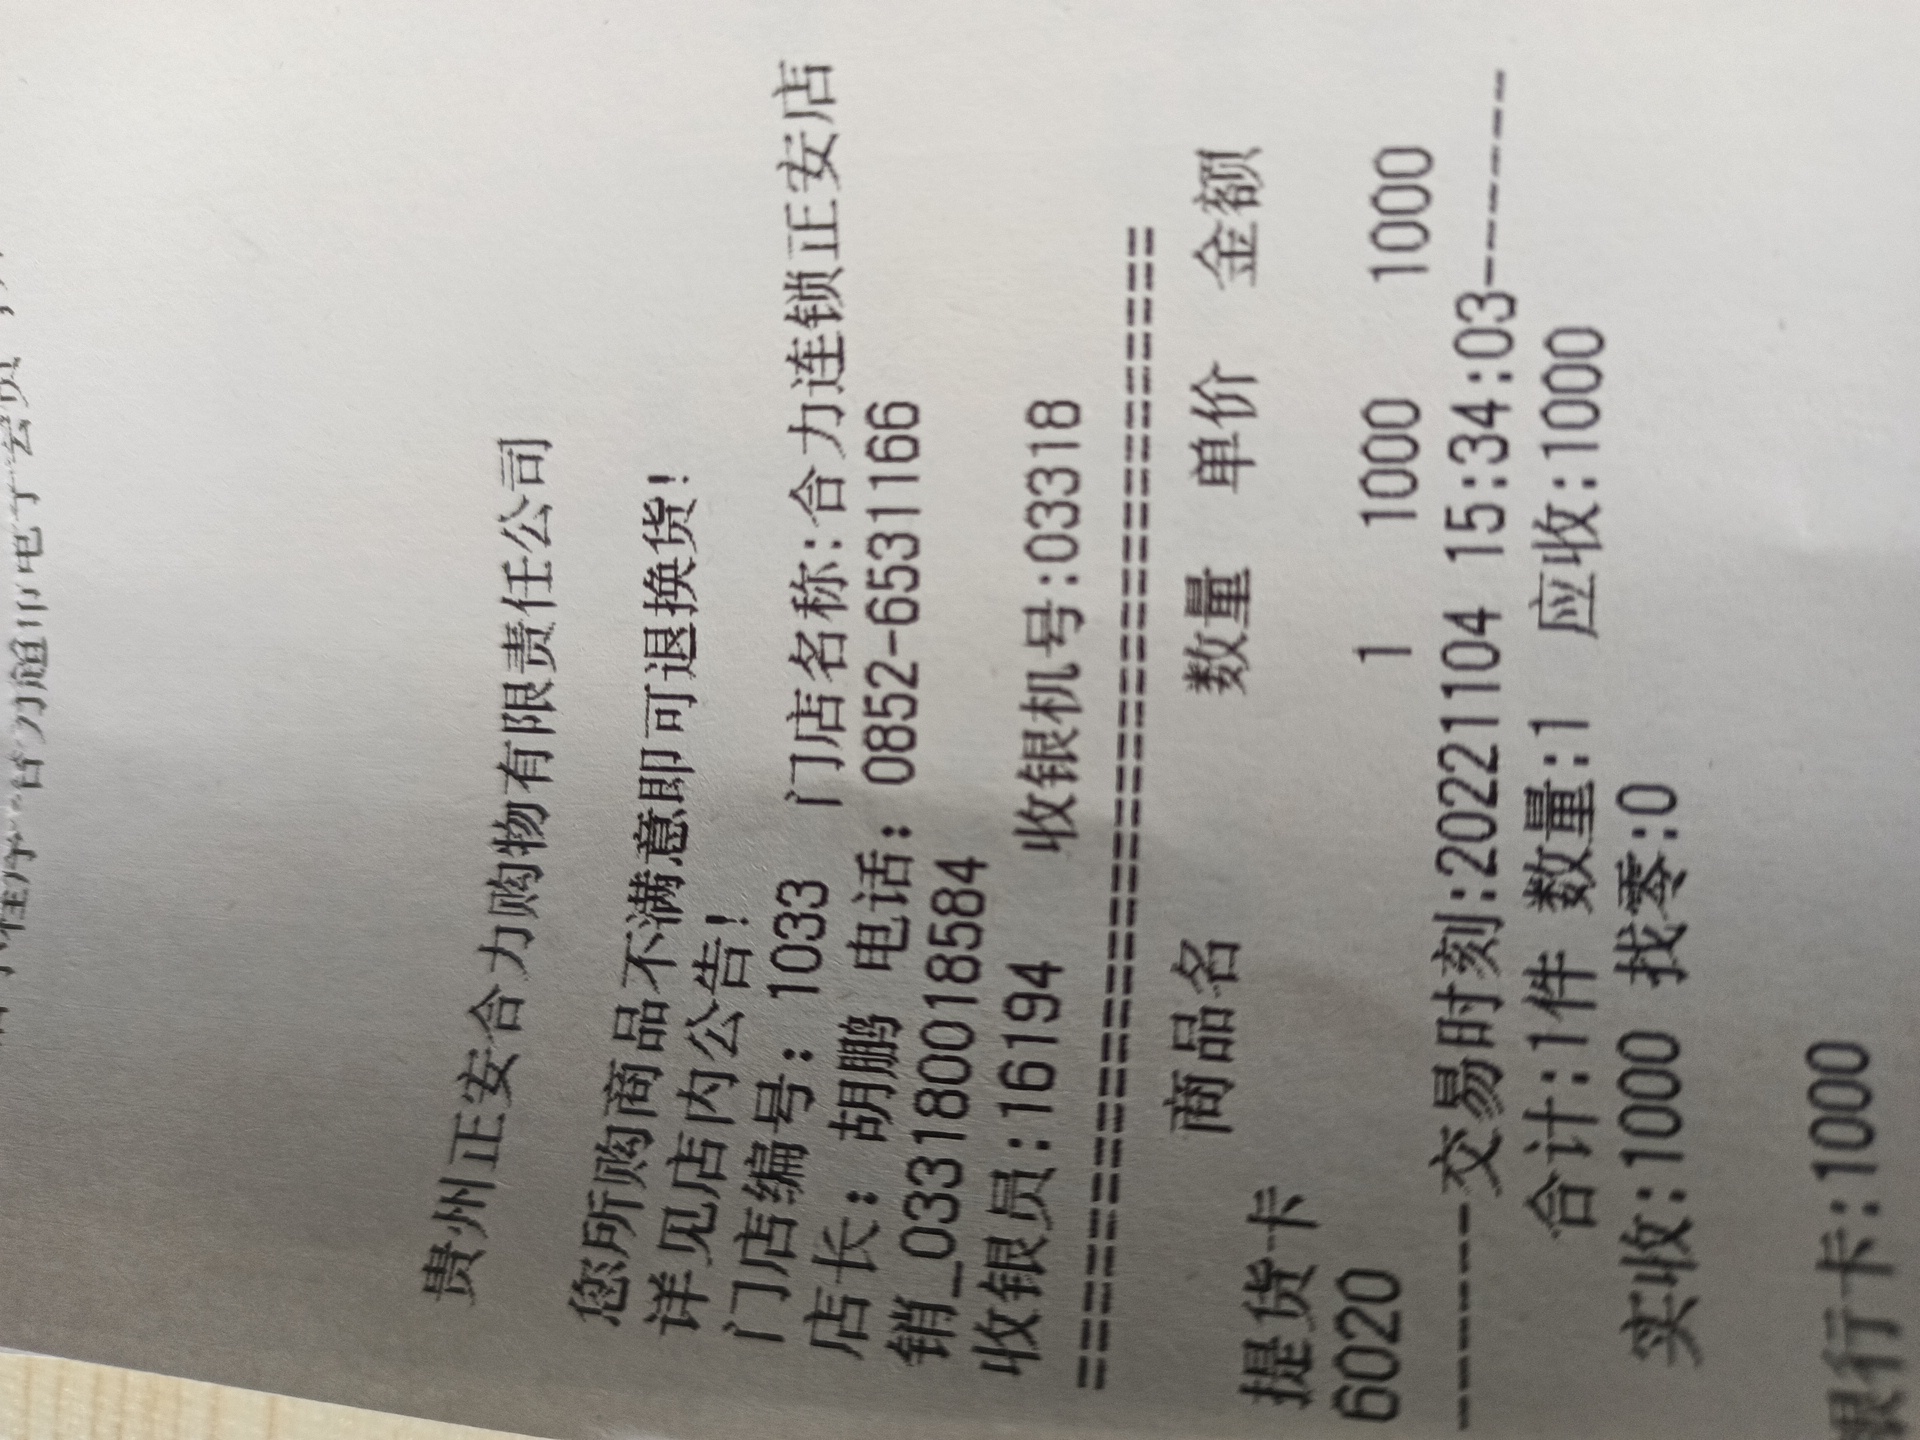 贵州正安合力购物有限责任公司
您所购商品不满意即可退换货!
详见店内公告!
门店编号: 1033 门店名称:合力连锁正安店
店长: 胡鹏 电话: 0852-6531166
销_0331800018584
收银员:16194 收银机号:03318
================================================
商品名 数量 单价 金额
提货卡
6020 1 1000 1000
--------交易时刻:20221104 15:34:03--------
合计:1件 数量:1 应收:1000
实收:1000 找零:0
银行卡:1000